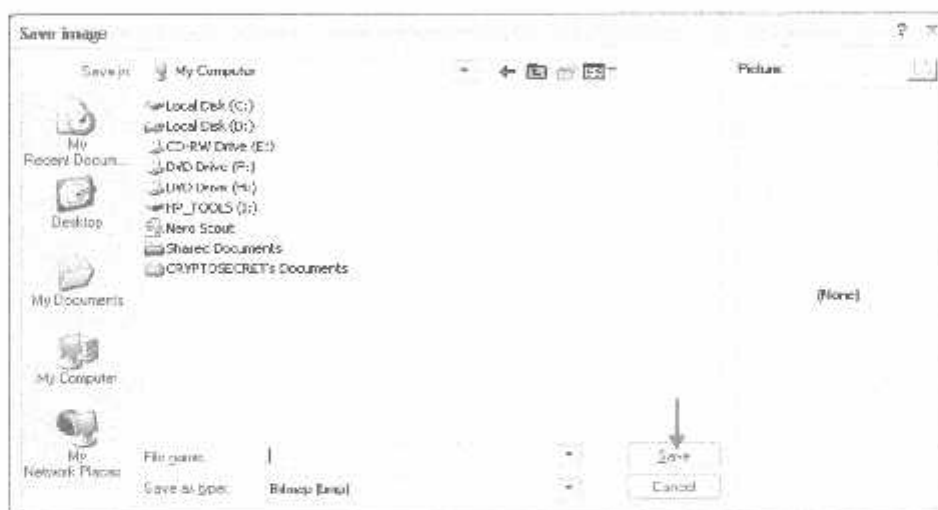 Save image
Save in: My Computer
Picture:
Local Disk (C:)
Local Disk (D:)
CD-RW Drive (E:)
DVD Drive (F:)
DVD Drive (H:)
HP_TOOLS (I:)
Nero Scout
Shared Documents
CRYPTOSECRET's Documents
My Recent Docum...
Desktop
My Documents
My Computer
My Network Places
(None)
File name:
Save
Save as type: Bitmap (bmp)
Cancel